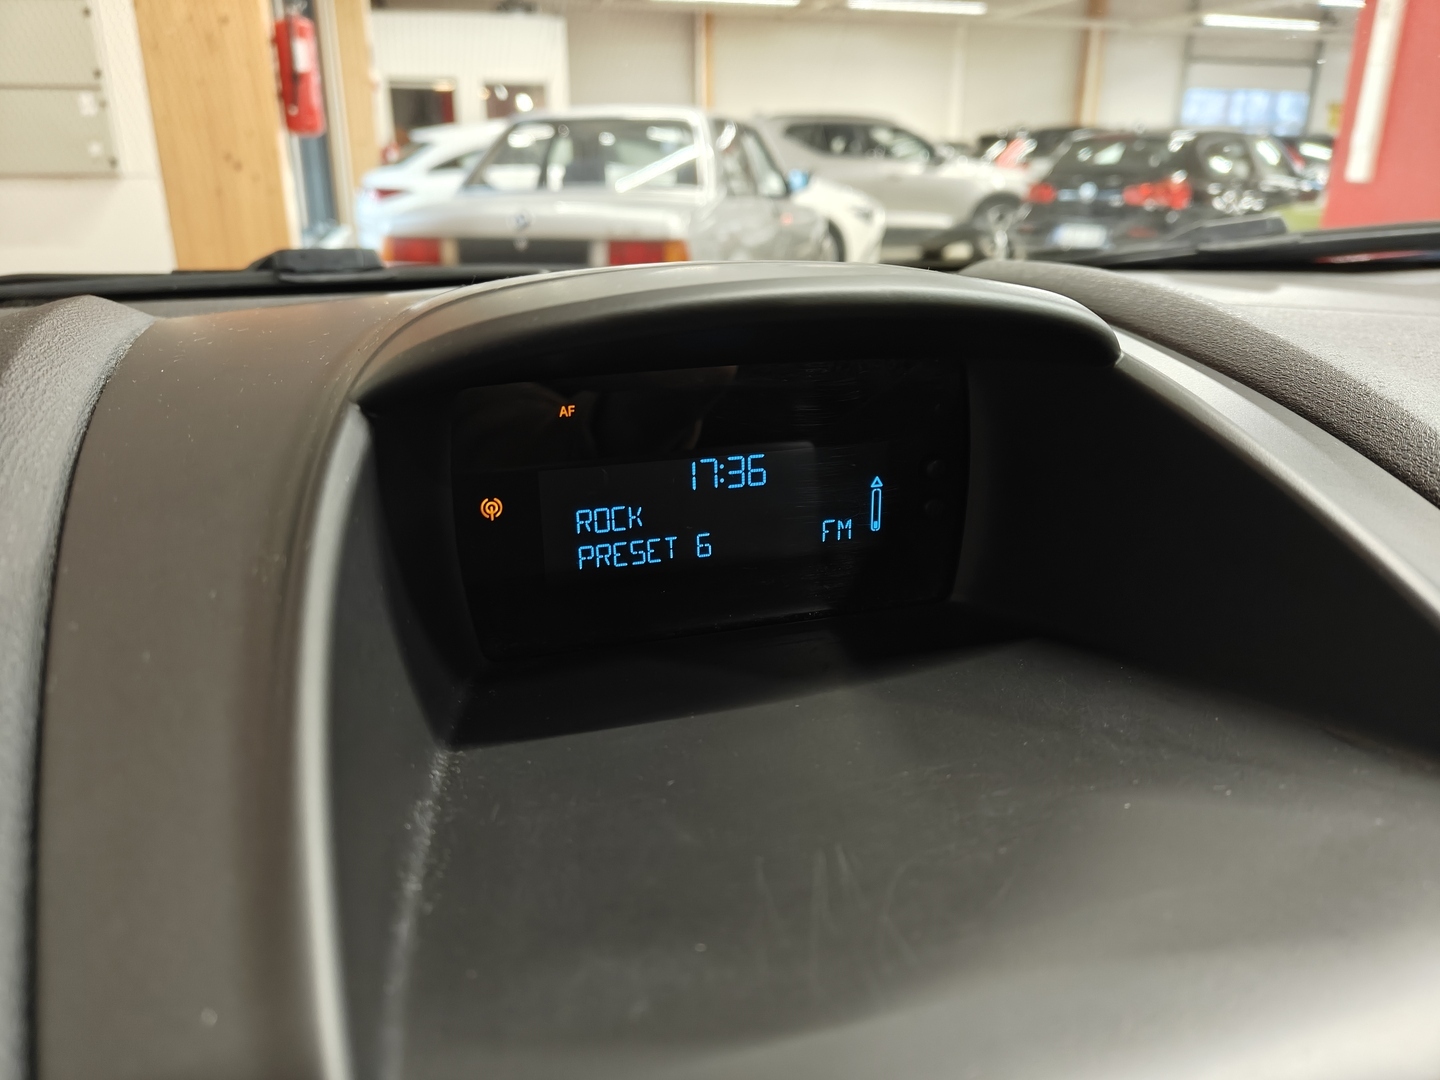 AF
17:36
ROCK
PRESET 6 FM